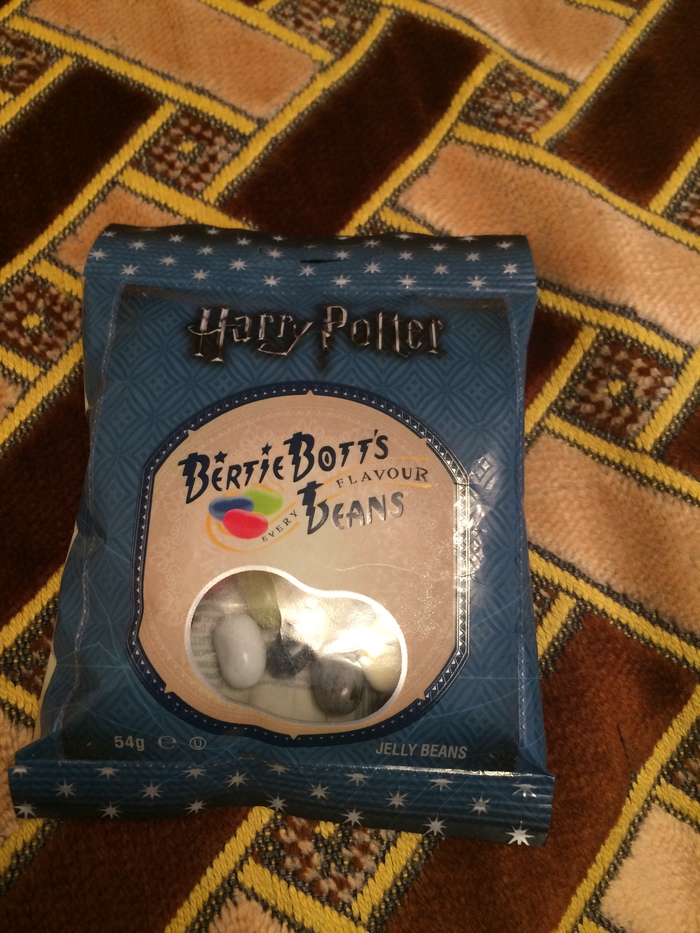 Harry Potter
BERTIE BOTT'S
EVERY FLAVOUR
BEANS
54g ℮ Ⓤ
JELLY BEANS